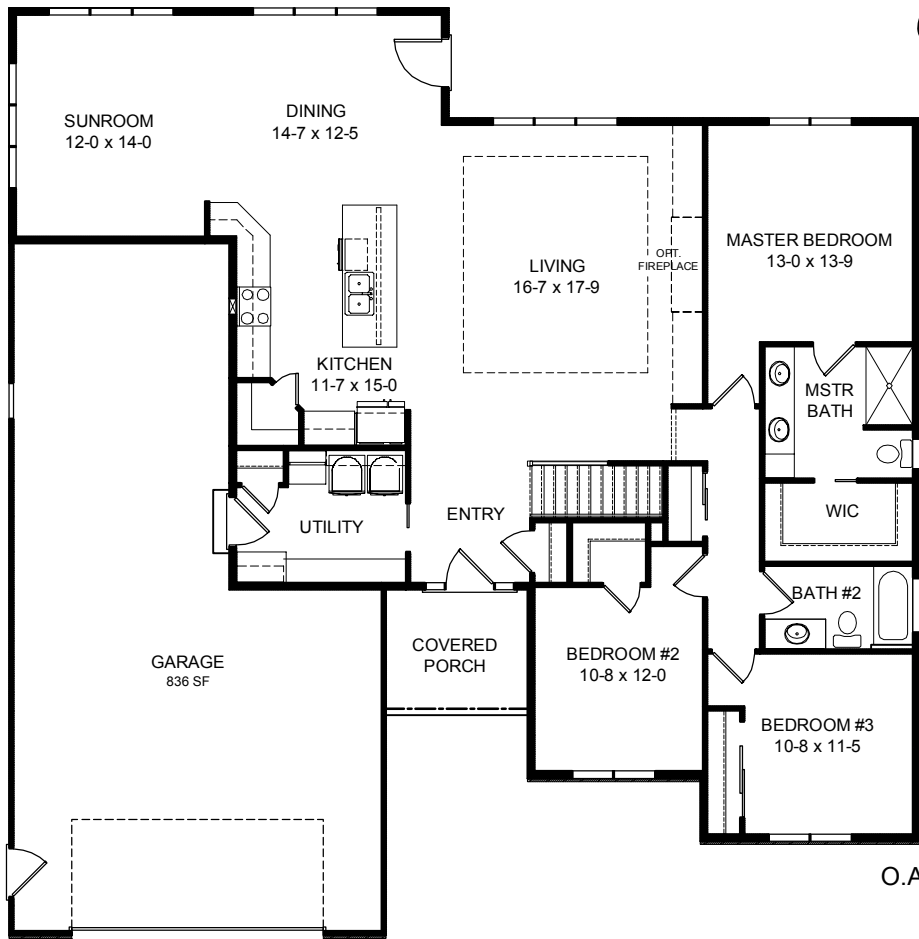 SUNROOM
12-0 x 14-0
DINING
14-7 x 12-5
LIVING
16-7 x 17-9
OPT.
FIREPLACE
MASTER BEDROOM
13-0 x 13-9
KITCHEN
11-7 x 15-0
MSTR
BATH
WIC
UTILITY
ENTRY
BATH #2
GARAGE
836 SF
COVERED
PORCH
BEDROOM #2
10-8 x 12-0
BEDROOM #3
10-8 x 11-5
O.A